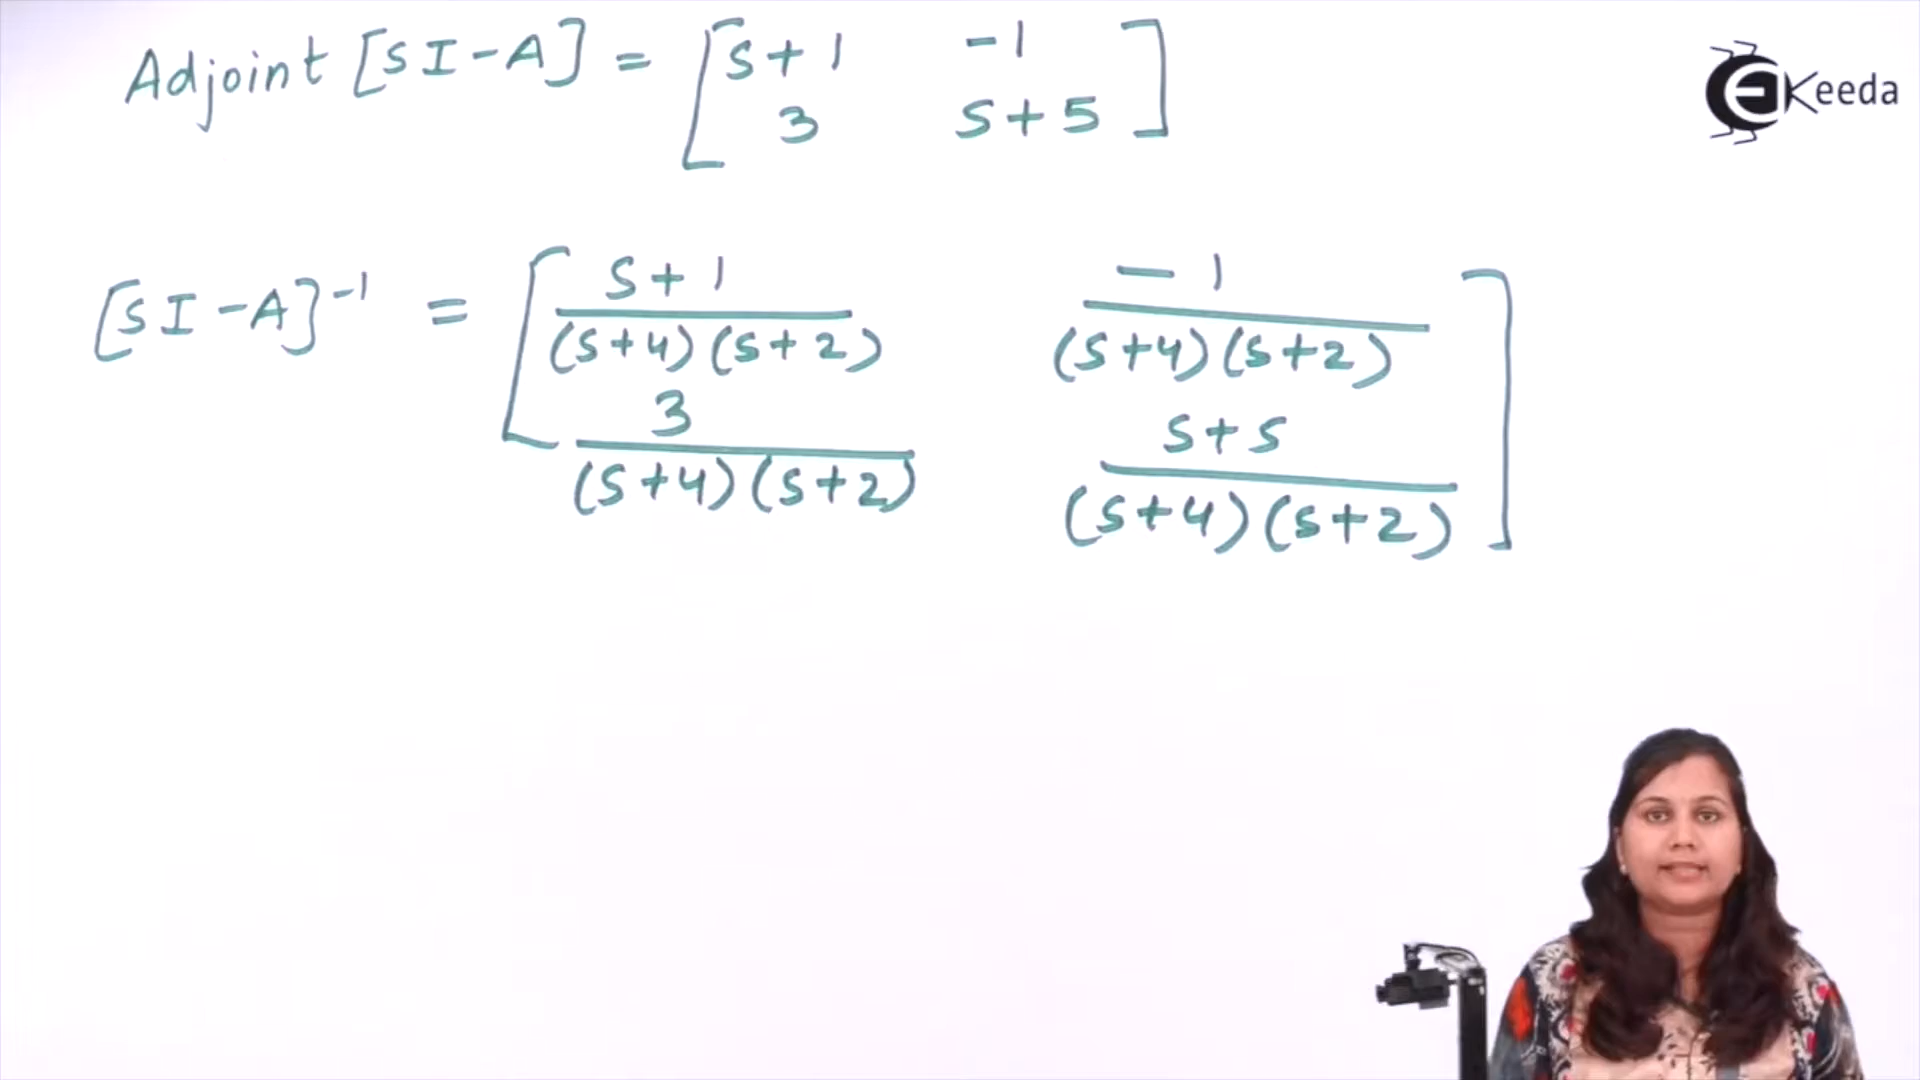 Adjoint [SI-A] = [S+1 -1
3 S+5]
Keeda
[SI-A]⁻¹ = [S+1 -1
(S+4)(S+2) (S+4)(S+2)
3 S+5
(S+4)(S+2) (S+4)(S+2)]